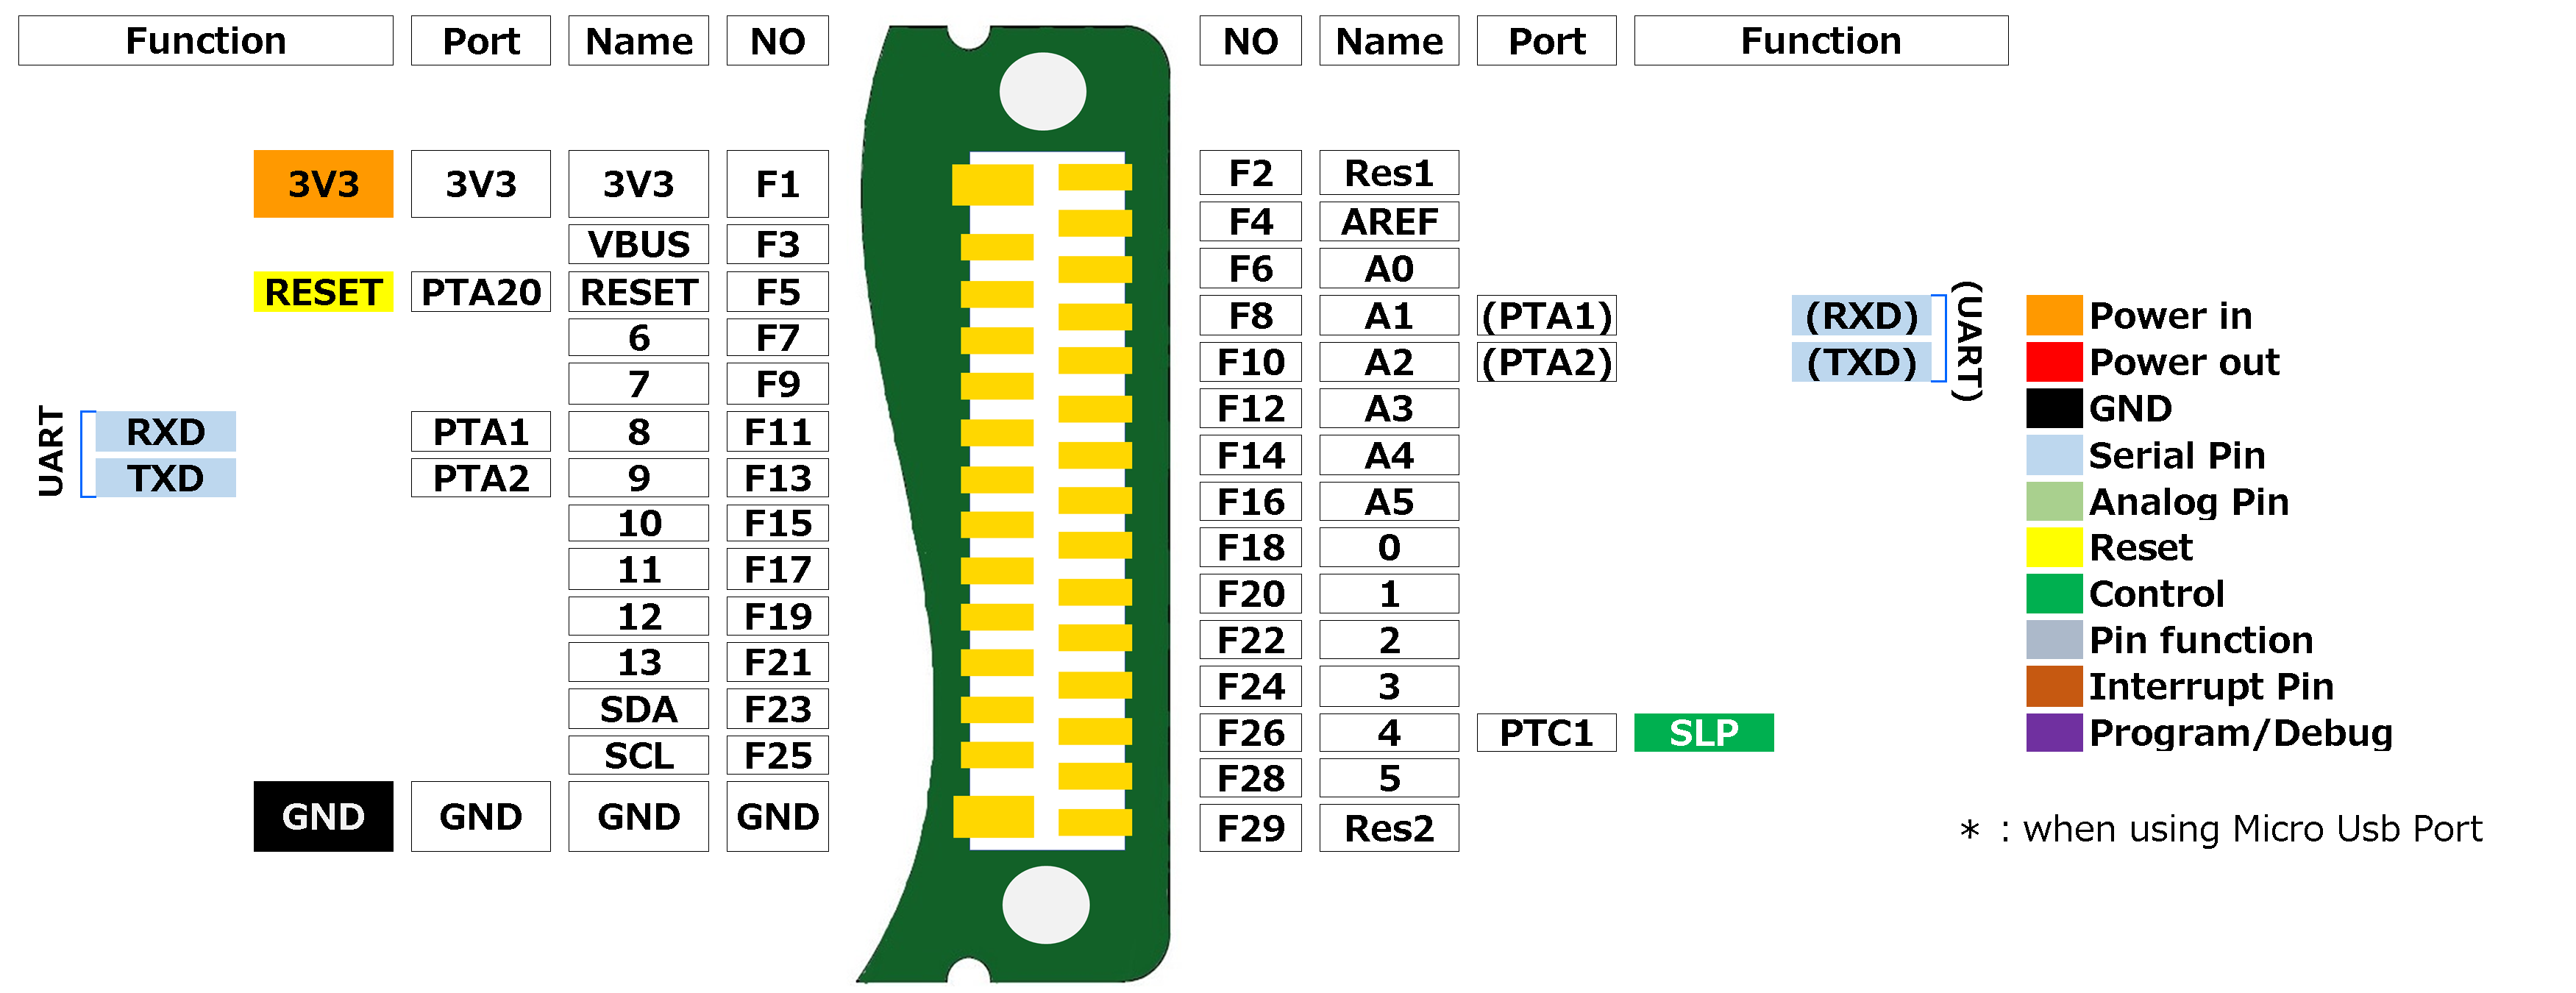 Function Port Name NO NO Name Port Function
3V3 3V3 3V3 F1 F2 Res1
F4 AREF
VBUS F3
F6 A0
RESET PTA20 RESET F5
F8 A1 (PTA1) (RXD) (UART) Power in
6 F7
F10 A2 (PTA2) (TXD) Power out
7 F9
F12 A3 GND
UART RXD PTA1 8 F11
F14 A4 Serial Pin
TXD PTA2 9 F13
F16 A5 Analog Pin
10 F15
F18 0 Reset
11 F17
F20 1 Control
12 F19
F22 2 Pin function
13 F21
F24 3 Interrupt Pin
SDA F23
F26 4 PTC1 SLP Program/Debug
SCL F25
F28 5
GND GND GND GND
F29 Res2
* : when using Micro Usb Port